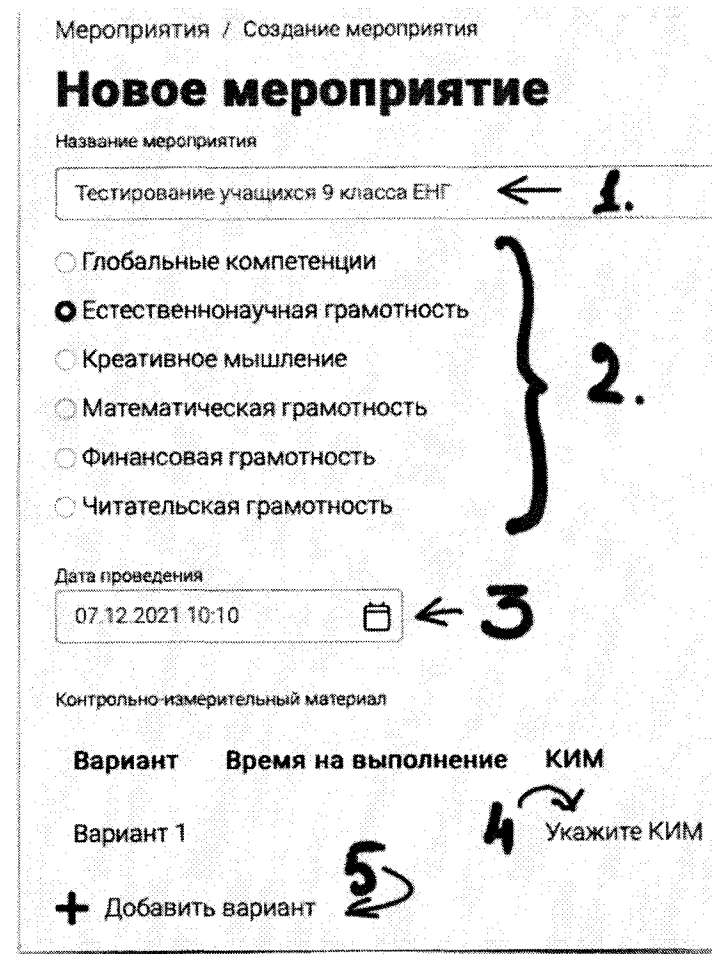 Мероприятия / Создание мероприятия
Новое мероприятие
Название мероприятия
Тестирование учащихся 9 класса ЕНГ ← 1.
Глобальные компетенции
Естественнонаучная грамотность
Креативное мышление
2.
Математическая грамотность
Финансовая грамотность
Читательская грамотность
Дата проведения
07.12.2021 10:10 ← 3
Контрольно-измерительный материал
Вариант Время на выполнение КИМ
Вариант 1 4 Укажите КИМ
5
+ Добавить вариант